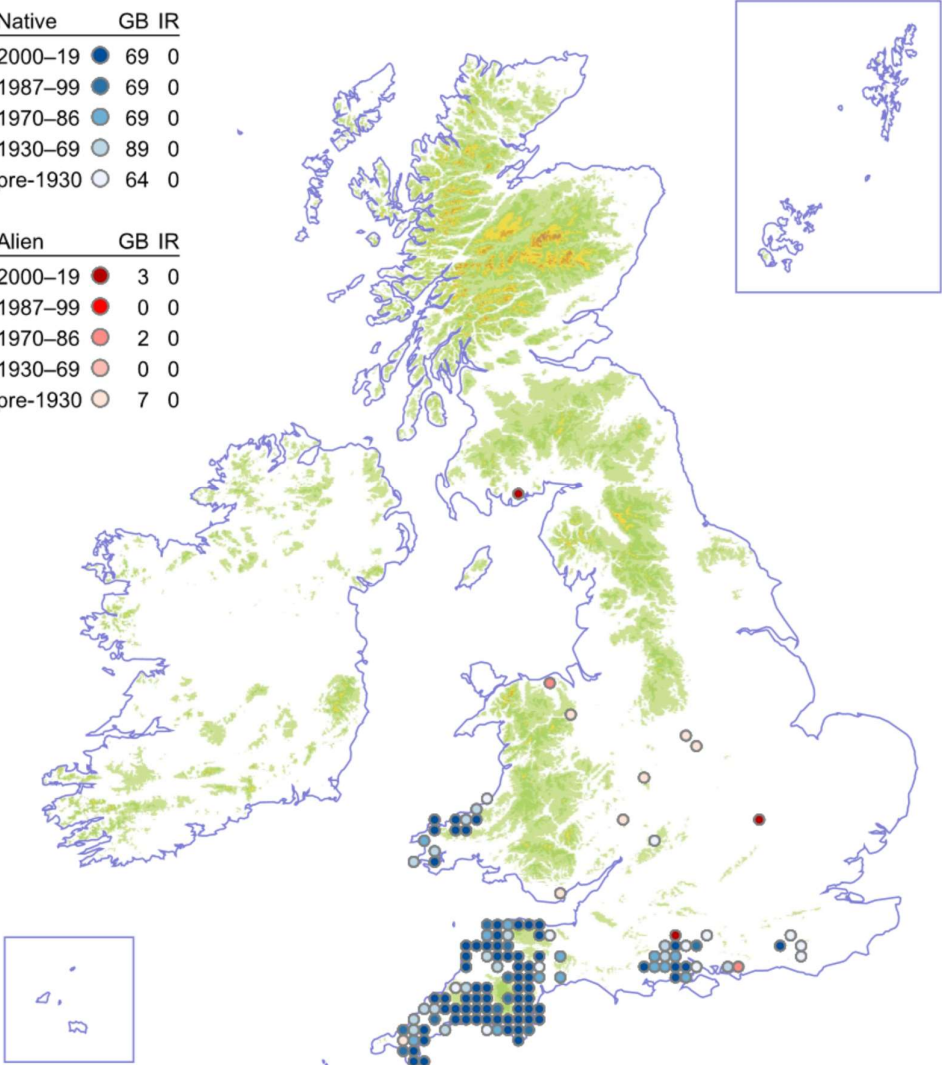 Native GB IR
2000–19 69 0
1987–99 69 0
1970–86 69 0
1930–69 89 0
pre-1930 64 0
Alien GB IR
2000–19 3 0
1987–99 0 0
1970–86 2 0
1930–69 0 0
pre-1930 7 0